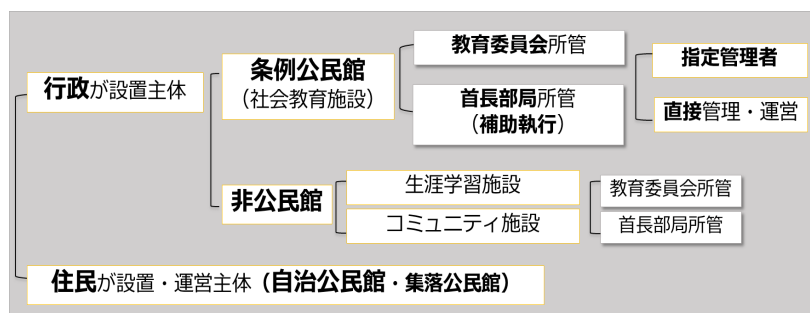 行政が設置主体
条例公民館
（社会教育施設）
教育委員会所管
首長部局所管
（補助執行）
指定管理者
直接管理・運営
非公民館
生涯学習施設
コミュニティ施設
教育委員会所管
首長部局所管
住民が設置・運営主体（自治公民館・集落公民館）